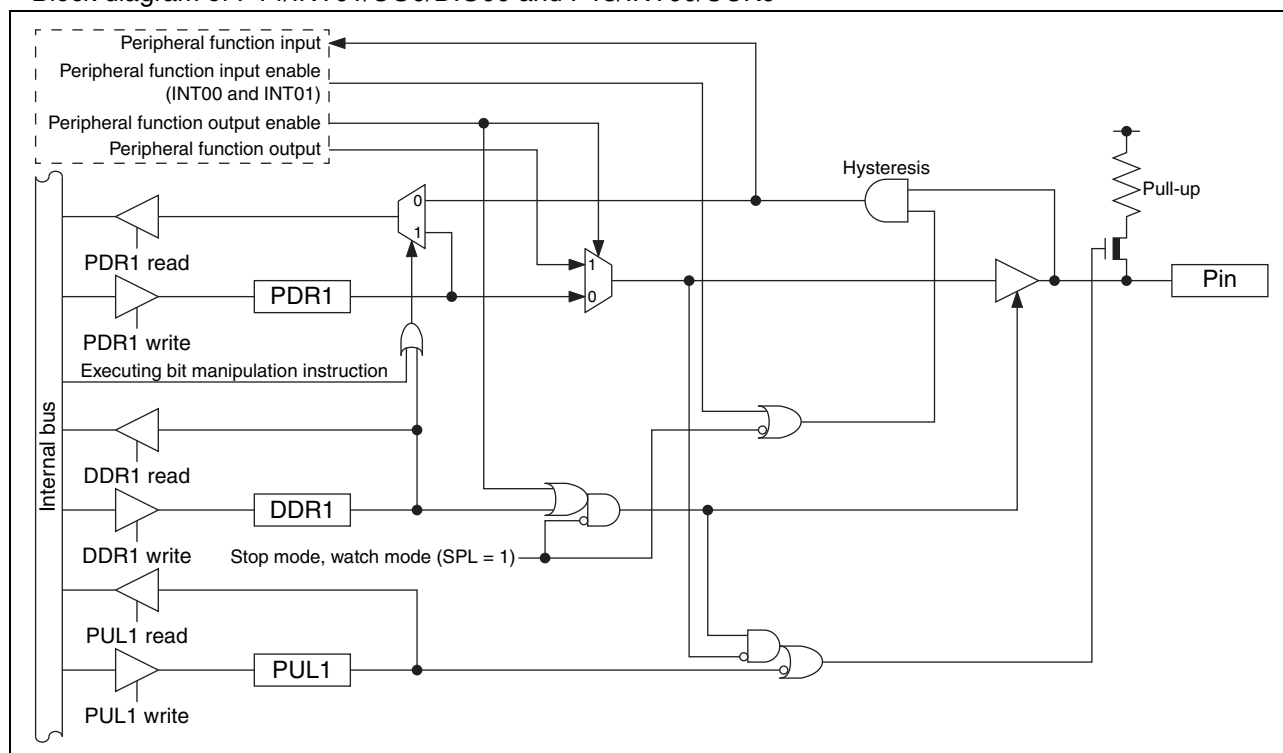 Peripheral function input
Peripheral function input enable
(INT00 and INT01)
Peripheral function output enable
Peripheral function output
Hysteresis
Pull-up
0
1
PDR1 read
1
PDR1
0
Pin
PDR1 write
Executing bit manipulation instruction
Internal bus
DDR1 read
DDR1
DDR1 write
Stop mode, watch mode (SPL = 1)
PUL1 read
PUL1
PUL1 write